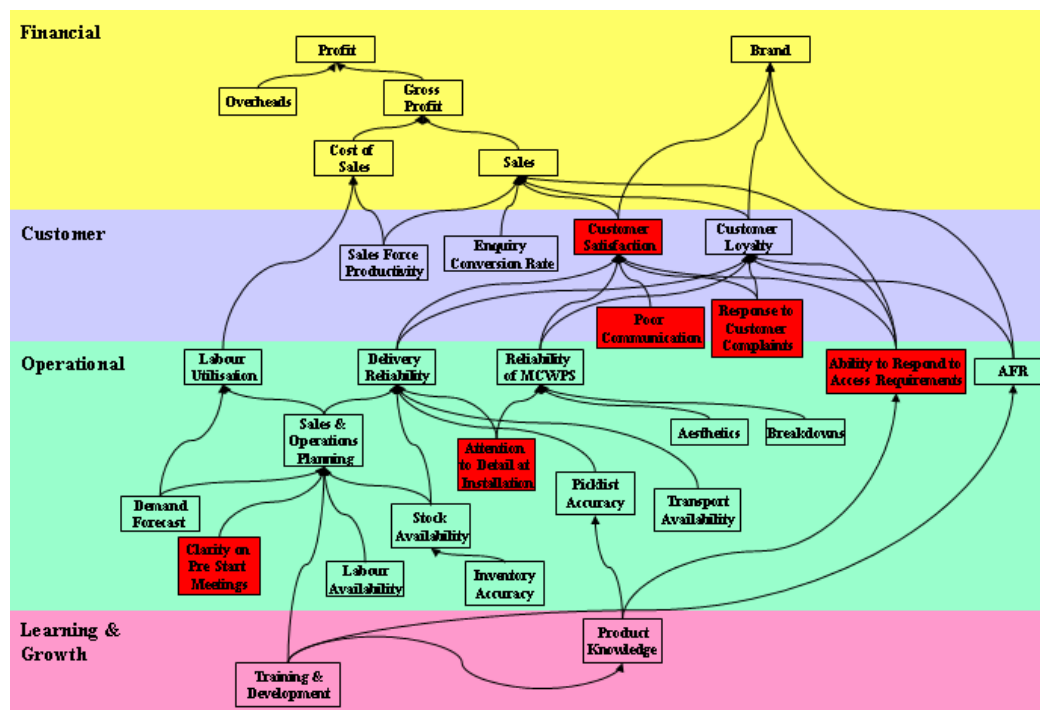 Financial
Profit
Brand
Overheads
Gross
Profit
Cost of
Sales
Sales
Customer
Sales Force
Productivity
Enquiry
Conversion Rate
Customer
Satisfaction
Customer
Loyalty
Poor
Communication
Response to
Customer
Complaints
Operational
Labour
Utilisation
Delivery
Reliability
Reliability
of MCWPS
Ability to Respond to
Access Requirements
AFR
Sales &
Operations
Planning
Attention
to Detail at
Installation
Aesthetics
Breakdowns
Demand
Forecast
Stock
Availability
Picklist
Accuracy
Transport
Availability
Clarity on
Pre Start
Meetings
Labour
Availability
Inventory
Accuracy
Learning &
Growth
Product
Knowledge
Training &
Development